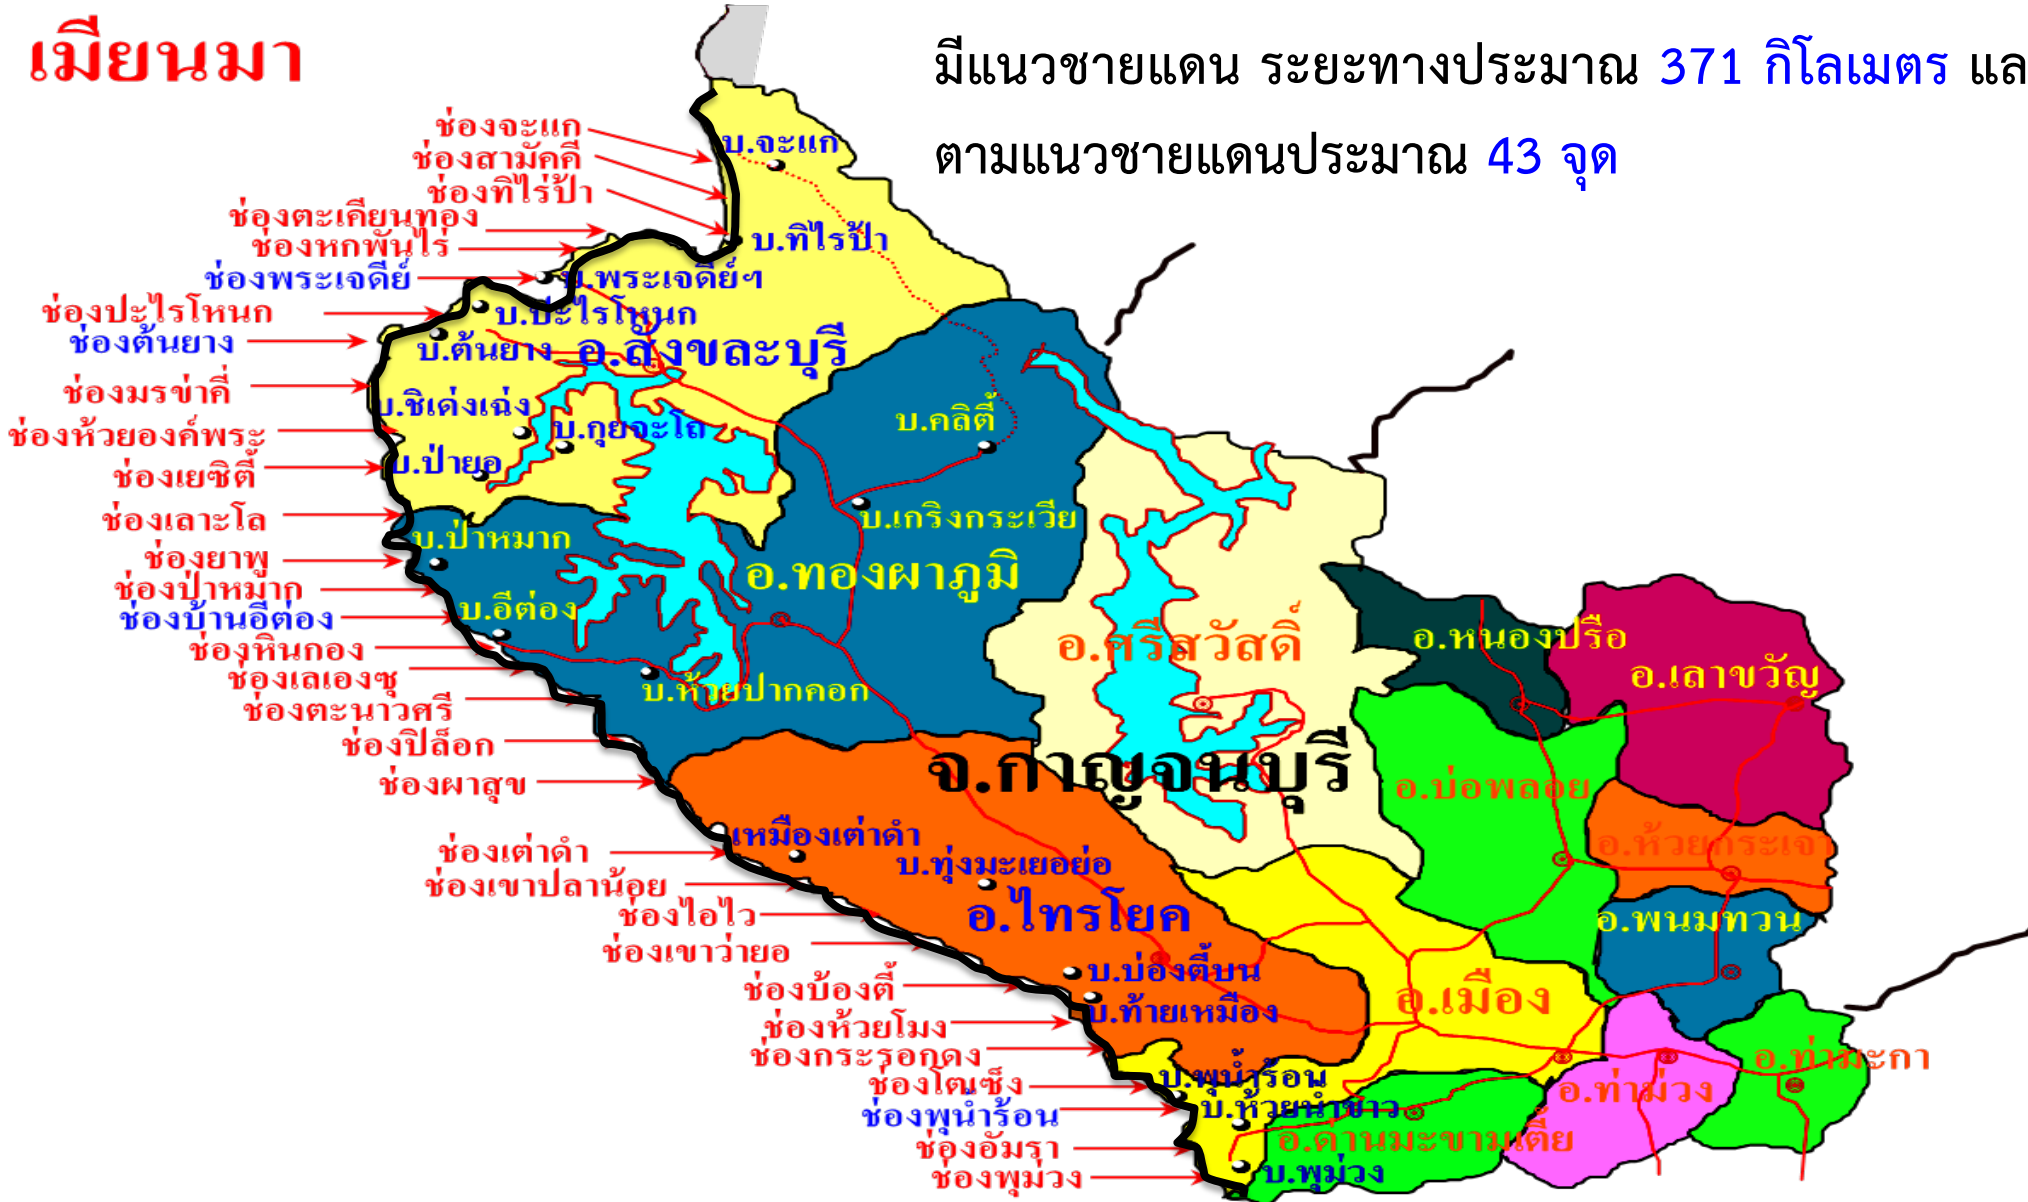 เมียนมา
มีแนวชายแดน ระยะทางประมาณ 371 กิโลเมตร แล
ตามแนวชายแดนประมาณ 43 จุด
ช่องจะแก
บ.จะแก
ช่องสามัคคี
ช่องทิไร่ป้า
ช่องตะเคียนทอง
ช่องหกพันไร่
บ.ทิไร่ป้า
ช่องพระเจดีย์
บ.พระเจดีย์ฯ
ช่องปะไรโหนก
บ.ปะไรโหนก
ช่องต้นยาง
บ.ต้นยาง
อ.สังขละบุรี
ช่องมรข่าคี่
บ.ซิเด่งเฉ่ง
ช่องห้วยองค์พระ
บ.กุยจะโถ
บ.คลิตี้
ช่องเยซิตี้
บ.ป่ายอ
ช่องเลาะโล
บ.ป่าหมาก
บ.เกริงกระเวีย
ช่องยาพู
ช่องป่าหมาก
อ.ทองผาภูมิ
ช่องบ้านอีต่อง
บ.อีต่อง
ช่องหินกอง
อ.ศรีสวัสดิ์
อ.หนองปรือ
ช่องเลเองซุ
บ.ห้วยปากคอก
อ.เลาขวัญ
ช่องตะนาวศรี
ช่องปิล็อก
จ.กาญจนบุรี
ช่องผาสุข
อ.บ่อพลอย
เหมืองเต่าดำ
ช่องเต่าดำ
บ.ทุ่งมะเยอย่อ
อ.ห้วยกระเจา
ช่องเขาปลาน้อย
ช่องไอไว
อ.ไทรโยค
อ.พนมทวน
ช่องเขาว่ายอ
บ.บ่องตี้บน
ช่องบ้องตี้
อ.เมือง
บ.ท้ายเหมือง
ช่องห้วยโมง
ช่องกระรอกดง
อ.ท่ามะกา
ช่องโณซ็ง
ป.พุน้ำร้อน
อ.ท่าม่วง
ช่องพุน้ำร้อน
บ.ห้วยน้ำขาว
ช่องอัมรา
อ.ด่านมะขามเตี้ย
ช่องพุม่วง
บ.พุม่วง